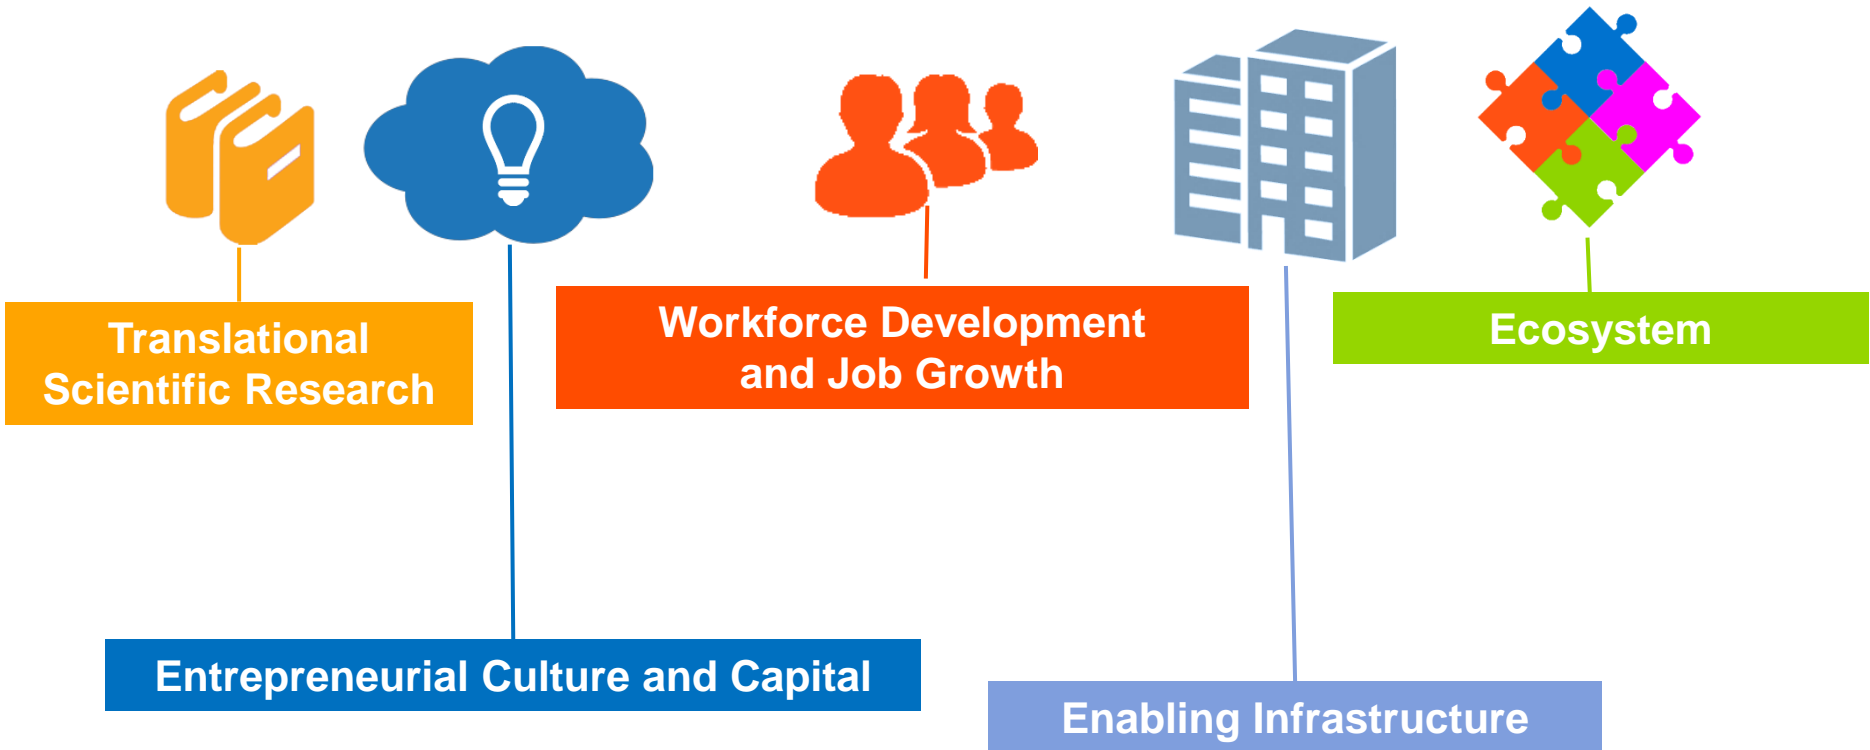 Translational
Scientific Research
Workforce Development
and Job Growth
Ecosystem
Entrepreneurial Culture and Capital
Enabling Infrastructure